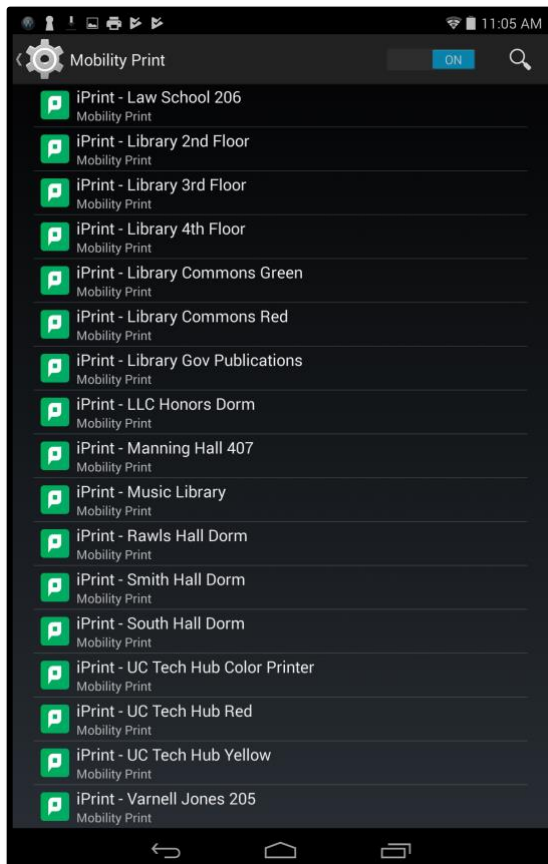 11:05 AM
Mobility Print
ON
iPrint - Law School 206
Mobility Print
iPrint - Library 2nd Floor
Mobility Print
iPrint - Library 3rd Floor
Mobility Print
iPrint - Library 4th Floor
Mobility Print
iPrint - Library Commons Green
Mobility Print
iPrint - Library Commons Red
Mobility Print
iPrint - Library Gov Publications
Mobility Print
iPrint - LLC Honors Dorm
Mobility Print
iPrint - Manning Hall 407
Mobility Print
iPrint - Music Library
Mobility Print
iPrint - Rawls Hall Dorm
Mobility Print
iPrint - Smith Hall Dorm
Mobility Print
iPrint - South Hall Dorm
Mobility Print
iPrint - UC Tech Hub Color Printer
Mobility Print
iPrint - UC Tech Hub Red
Mobility Print
iPrint - UC Tech Hub Yellow
Mobility Print
iPrint - Varnell Jones 205
Mobility Print